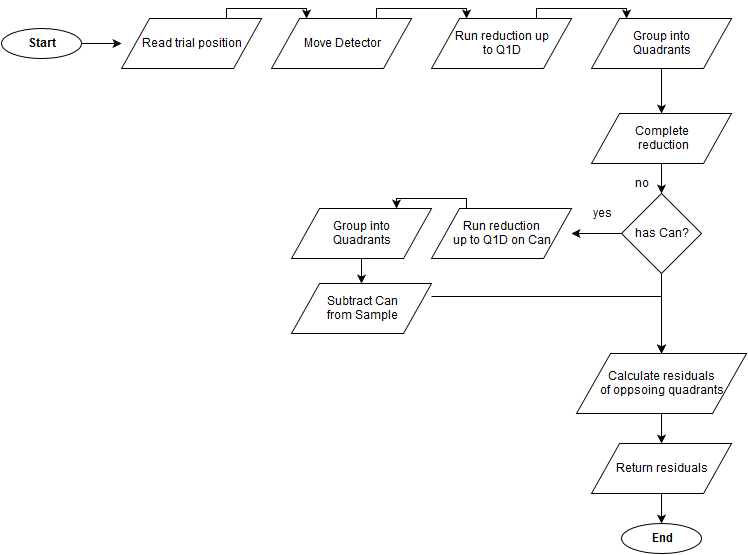 Start
Read trial position
Move Detector
Run reduction up
to Q1D
Group into
Quadrants
Complete
reduction
no
yes
has Can?
Run reduction
up to Q1D on Can
Group into
Quadrants
Subtract Can
from Sample
Calculate residuals
of oppsoing quadrants
Return residuals
End